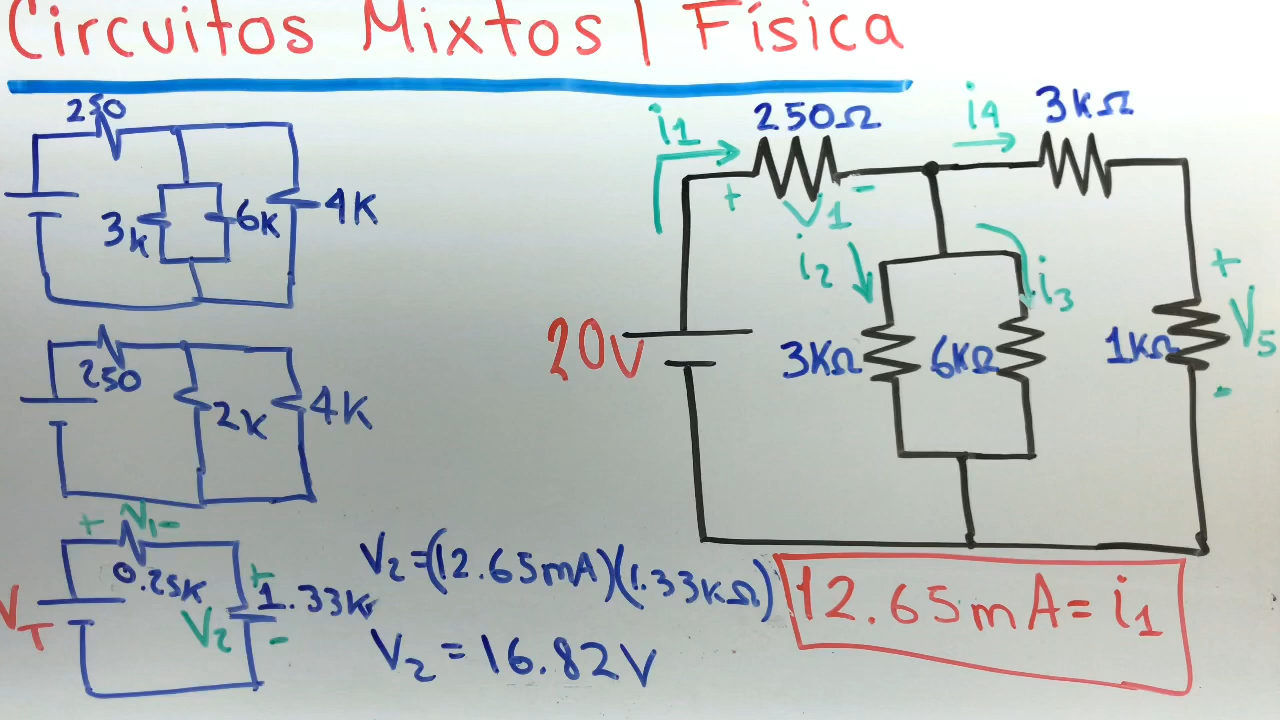 Circuitos Mixtos | Física
250
3K
6K
4K
250
2K
4K
+ V1 -
0.25K
VT
V2
+
1.33K
-
V2=(12.65mA)(1.33KΩ)
V2=16.82V
i1
250Ω
i4
3KΩ
+ V1 -
i2
i3
20V
3KΩ
6KΩ
1KΩ
+
V5
-
12.65mA=i1